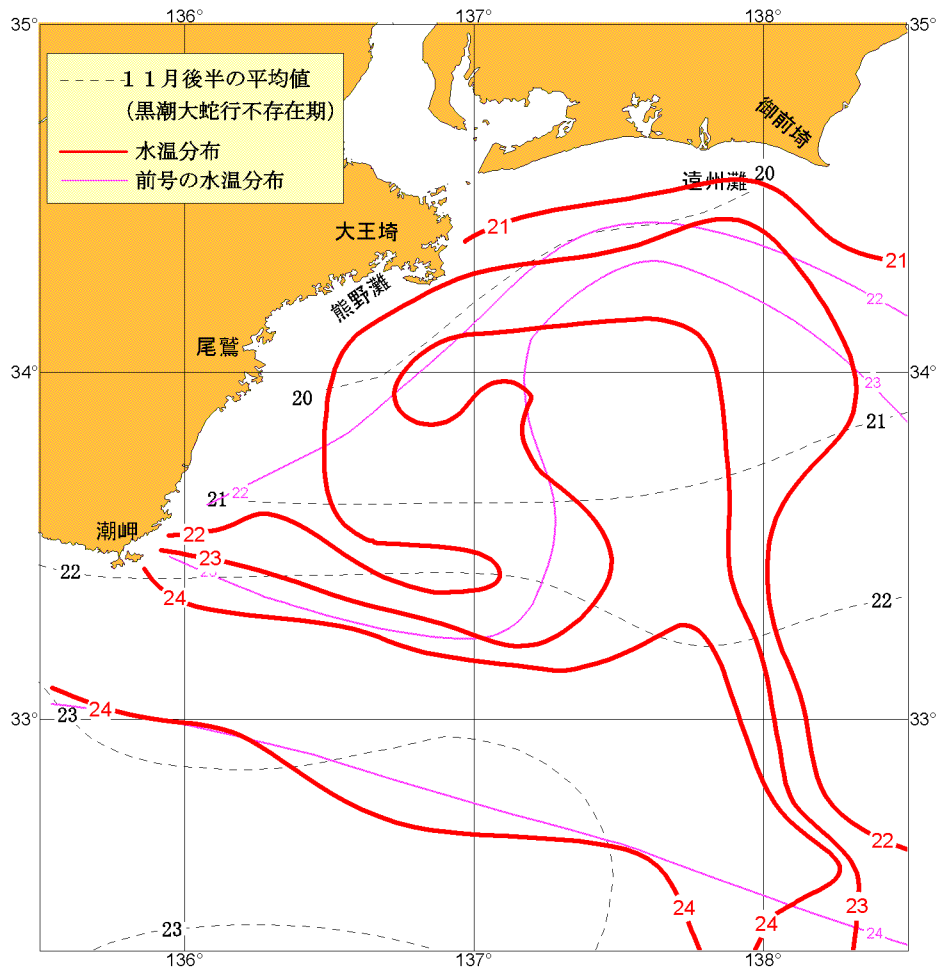 136° 137° 138°
35° 35°
１１月後半の平均値
（黒潮大蛇行不存在期）
水温分布
前号の水温分布
御前埼
遠州灘 20
大王埼 21
21
熊野灘
22
尾鷲
34° 34°
23
20
21
22
21
潮岬 22
23
22
24
22
33° 23 24 33°
22
23
24
24
23
24
136° 137° 138°